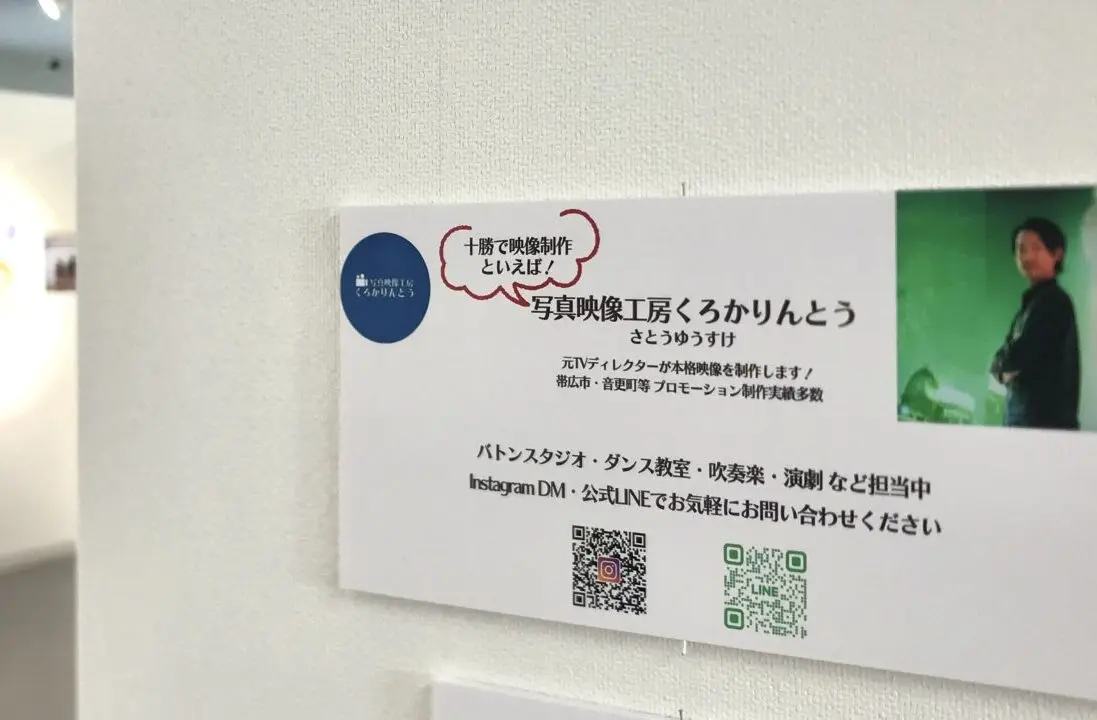 十勝で映像制作
といえば!
写真映像工房
くろかりんとう
写真映像工房くろかりんとう
さとうゆうすけ
元TVディレクターが本格映像を制作します!
帯広市・音更町等 プロモーション制作実績多数
バトンスタジオ・ダンス教室・吹奏楽・演劇 など担当中
Instagram DM・公式LINEでお気軽にお問い合わせください
LINE